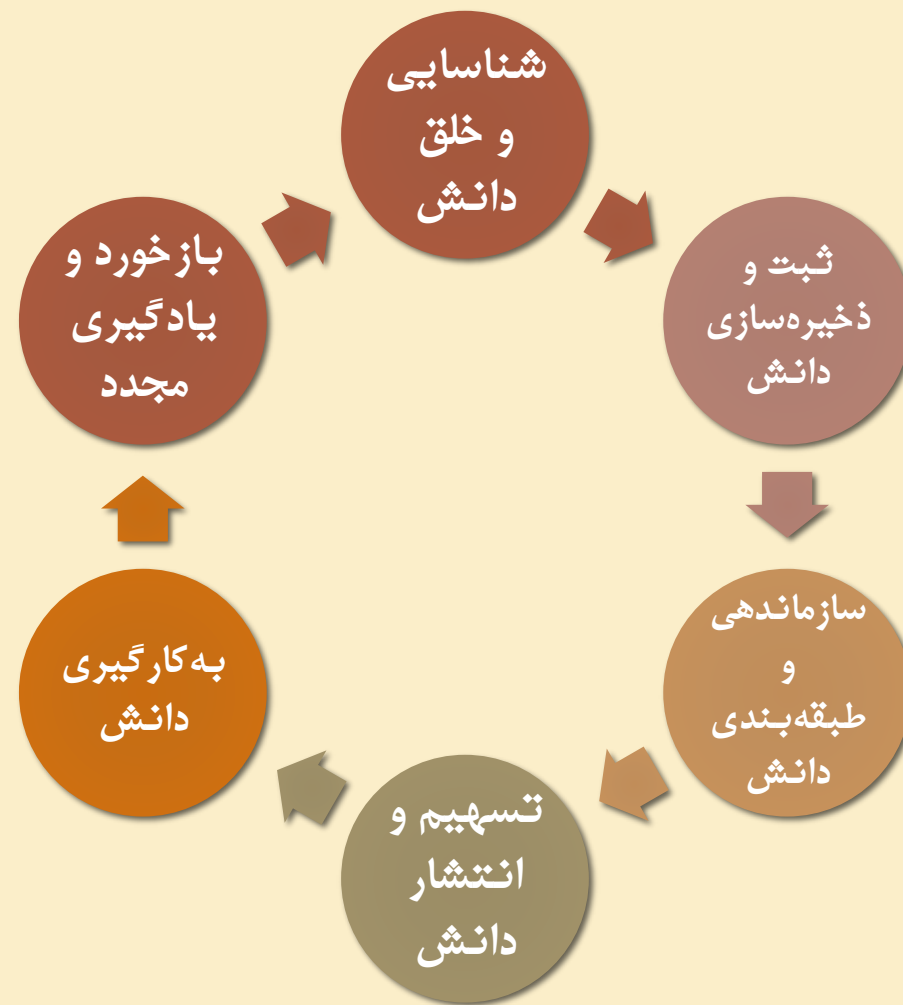 شناسایی
و خلق
دانش
ثبت و
ذخیره‌سازی
دانش
سازماندهی
و
طبقه‌بندی
دانش
تسهیم و
انتشار
دانش
به‌کارگیری
دانش
بازخورد و
یادگیری
مجدد